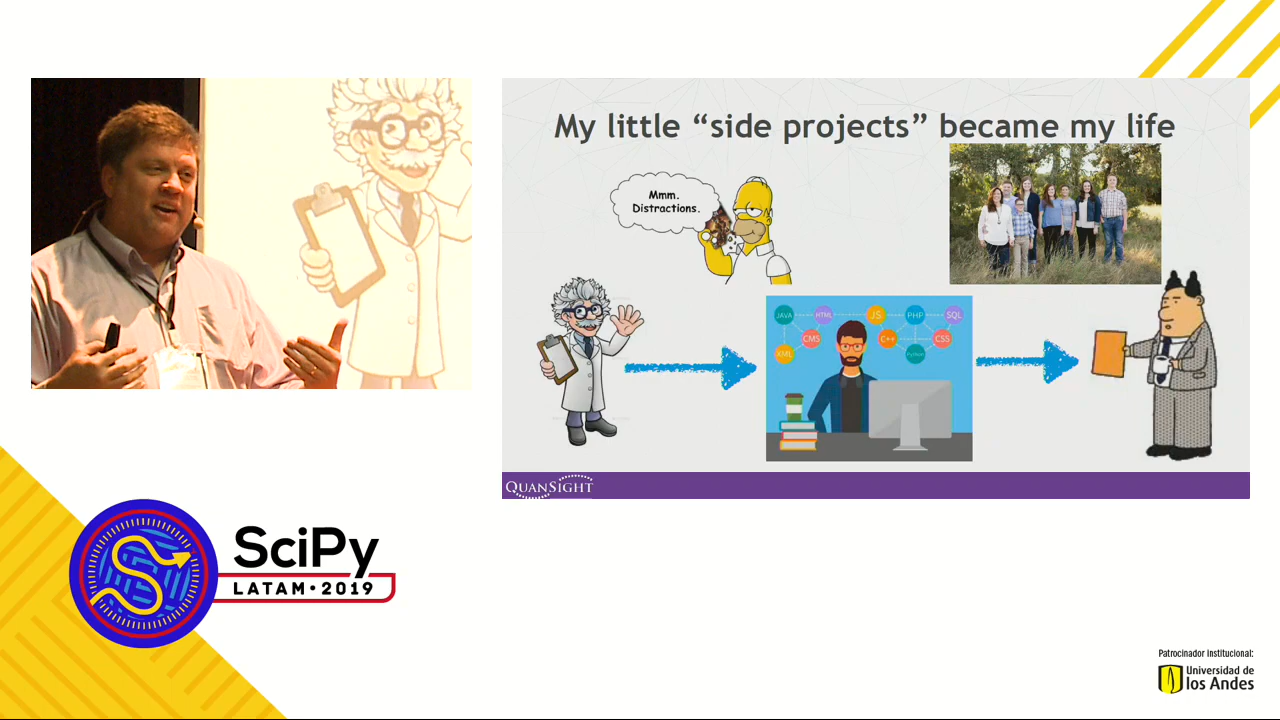 My little “side projects” became my life
Mmm.
Distractions.
JAVA
HTML
JS
PHP
SQL
CMS
C++
CSS
XML
Python
QUANSIGHT
SciPy
LATAM • 2019
Patrocinador Institucional:
Universidad de
los Andes